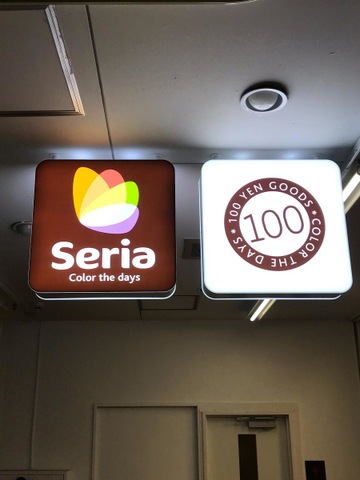 Seria
Color the days
100 YEN GOODS * COLOR THE DAYS *
100